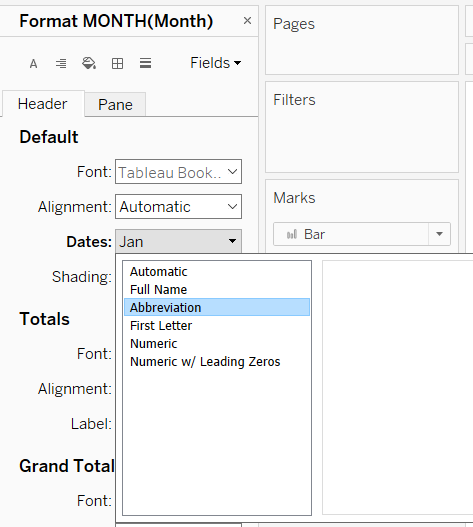 Format MONTH(Month)
Fields
Header Pane
Default
Font: Tableau Book..
Alignment: Automatic
Dates: Jan
Shading:
Automatic
Full Name
Abbreviation
First Letter
Numeric
Numeric w/ Leading Zeros
Totals
Font:
Alignment:
Label:
Grand Total
Font:
Pages
Filters
Marks
Bar